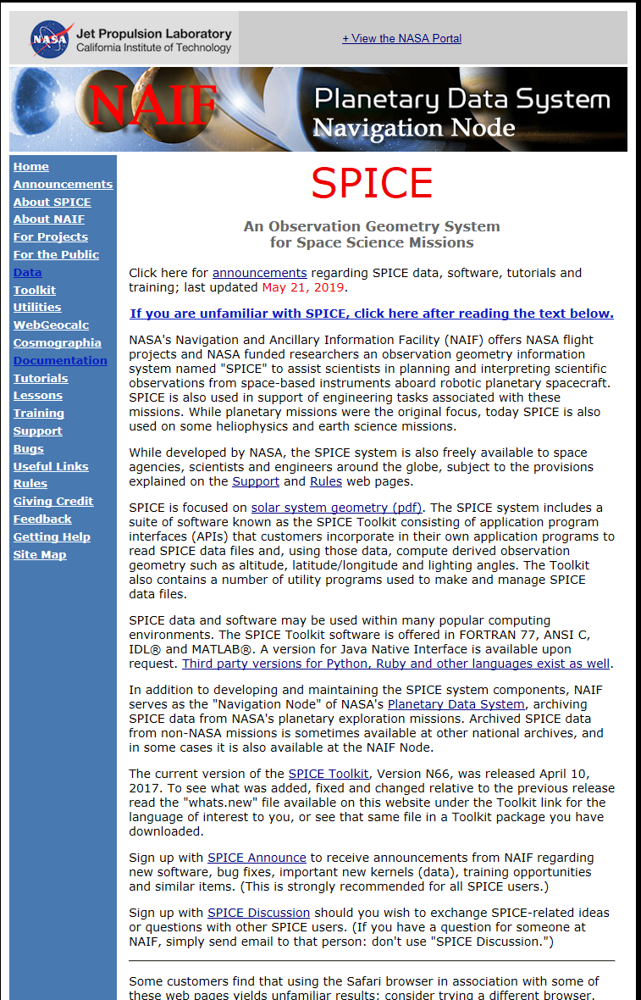 NASA
Jet Propulsion Laboratory
California Institute of Technology
+ View the NASA Portal
NAIF
Planetary Data System
Navigation Node
Home
Announcements
About SPICE
About NAIF
For Projects
For the Public
Data
Toolkit
Utilities
WebGeocalc
Cosmographia
Documentation
Tutorials
Lessons
Training
Support
Bugs
Useful Links
Rules
Giving Credit
Feedback
Getting Help
Site Map
SPICE
An Observation Geometry System
for Space Science Missions
Click here for announcements regarding SPICE data, software, tutorials and
training; last updated May 21, 2019.
If you are unfamiliar with SPICE, click here after reading the text below.
NASA's Navigation and Ancillary Information Facility (NAIF) offers NASA flight
projects and NASA funded researchers an observation geometry information
system named "SPICE" to assist scientists in planning and interpreting scientific
observations from space-based instruments aboard robotic planetary spacecraft.
SPICE is also used in support of engineering tasks associated with these
missions. While planetary missions were the original focus, today SPICE is also
used on some heliophysics and earth science missions.
While developed by NASA, the SPICE system is also freely available to space
agencies, scientists and engineers around the globe, subject to the provisions
explained on the Support and Rules web pages.
SPICE is focused on solar system geometry (pdf). The SPICE system includes a
suite of software known as the SPICE Toolkit consisting of application program
interfaces (APIs) that customers incorporate in their own application programs to
read SPICE data files and, using those data, compute derived observation
geometry such as altitude, latitude/longitude and lighting angles. The Toolkit
also contains a number of utility programs used to make and manage SPICE
data files.
SPICE data and software may be used within many popular computing
environments. The SPICE Toolkit software is offered in FORTRAN 77, ANSI C,
IDL® and MATLAB®. A version for Java Native Interface is available upon
request. Third party versions for Python, Ruby and other languages exist as well.
In addition to developing and maintaining the SPICE system components, NAIF
serves as the "Navigation Node" of NASA's Planetary Data System, archiving
SPICE data from NASA's planetary exploration missions. Archived SPICE data
from non-NASA missions is sometimes available at other national archives, and
in some cases it is also available at the NAIF Node.
The current version of the SPICE Toolkit, Version N66, was released April 10,
2017. To see what was added, fixed and changed relative to the previous release
read the "whats.new" file available on this website under the Toolkit link for the
language of interest to you, or see that same file in a Toolkit package you have
downloaded.
Sign up with SPICE Announce to receive announcements from NAIF regarding
new software, bug fixes, important new kernels (data), training opportunities
and similar items. (This is strongly recommended for all SPICE users.)
Sign up with SPICE Discussion should you wish to exchange SPICE-related ideas
or questions with other SPICE users. (If you have a question for someone at
NAIF, simply send email to that person: don't use "SPICE Discussion.")
Some customers find that using the Safari browser in association with some of
these web pages yields unfamiliar results: consider trying a different browser.